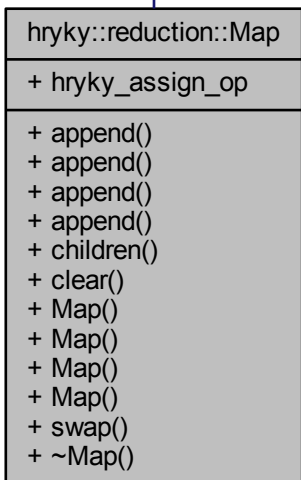 hryky::reduction::Map
+ hryky_assign_op
+ append()
+ append()
+ append()
+ append()
+ children()
+ clear()
+ Map()
+ Map()
+ Map()
+ Map()
+ swap()
+ ~Map()